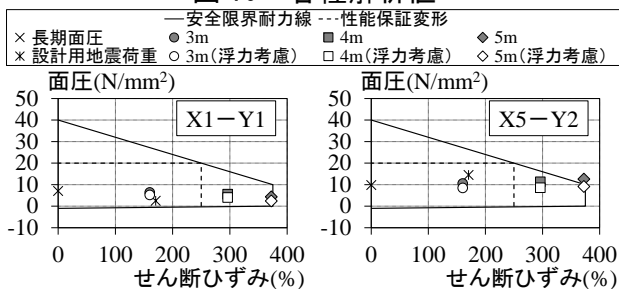 安全限界耐力線 性能保証変形
長期面圧 3m 4m 5m
設計用地震荷重 3m(浮力考慮) 4m(浮力考慮) 5m(浮力考慮)
面圧(N/mm²) 面圧(N/mm²)
50 50
40 X1－Y1 40 X5－Y2
30 30
20 20
10 10
0 0
-10 -10
0 100 200 300 400 0 100 200 300 400
せん断ひずみ(%) せん断ひずみ(%)